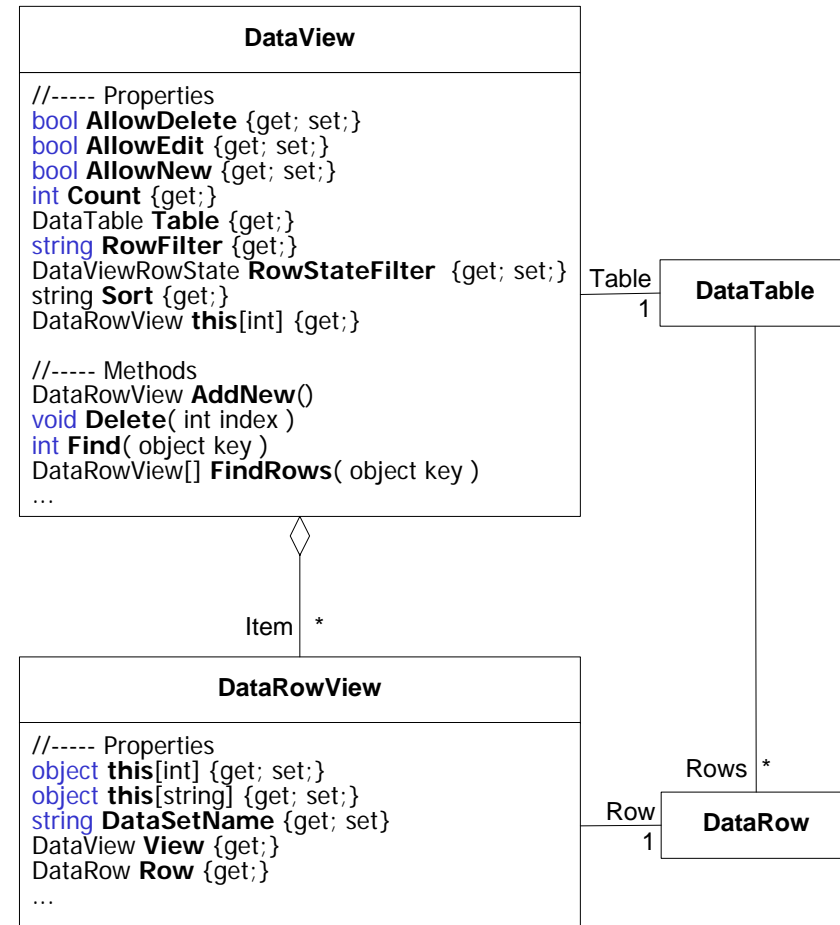 DataView
//----- Properties
bool AllowDelete {get; set;}
bool AllowEdit {get; set;}
bool AllowNew {get; set;}
int Count {get;}
DataTable Table {get;}
string RowFilter {get;}
DataViewRowState RowStateFilter {get; set;}
string Sort {get;}
DataRowView this[int] {get;}
//----- Methods
DataRowView AddNew()
void Delete( int index )
int Find( object key )
DataRowView[] FindRows( object key )
...
Table
1
DataTable
Item *
DataRowView
//----- Properties
object this[int] {get; set;}
object this[string] {get; set;}
string DataSetName {get; set}
DataView View {get;}
DataRow Row {get;}
...
Rows *
Row
1
DataRow